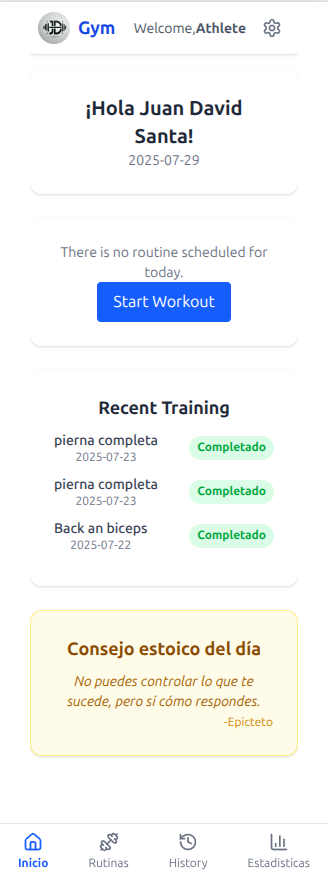 Gym Welcome,Athlete
¡Hola Juan David
Santa!
2025-07-29
There is no routine scheduled for
today.
Start Workout
Recent Training
pierna completa
2025-07-23
Completado
pierna completa
2025-07-23
Completado
Back an biceps
2025-07-22
Completado
Consejo estoico del día
No puedes controlar lo que te
sucede, pero sí cómo respondes.
-Epicteto
Inicio Rutinas History Estadisticas